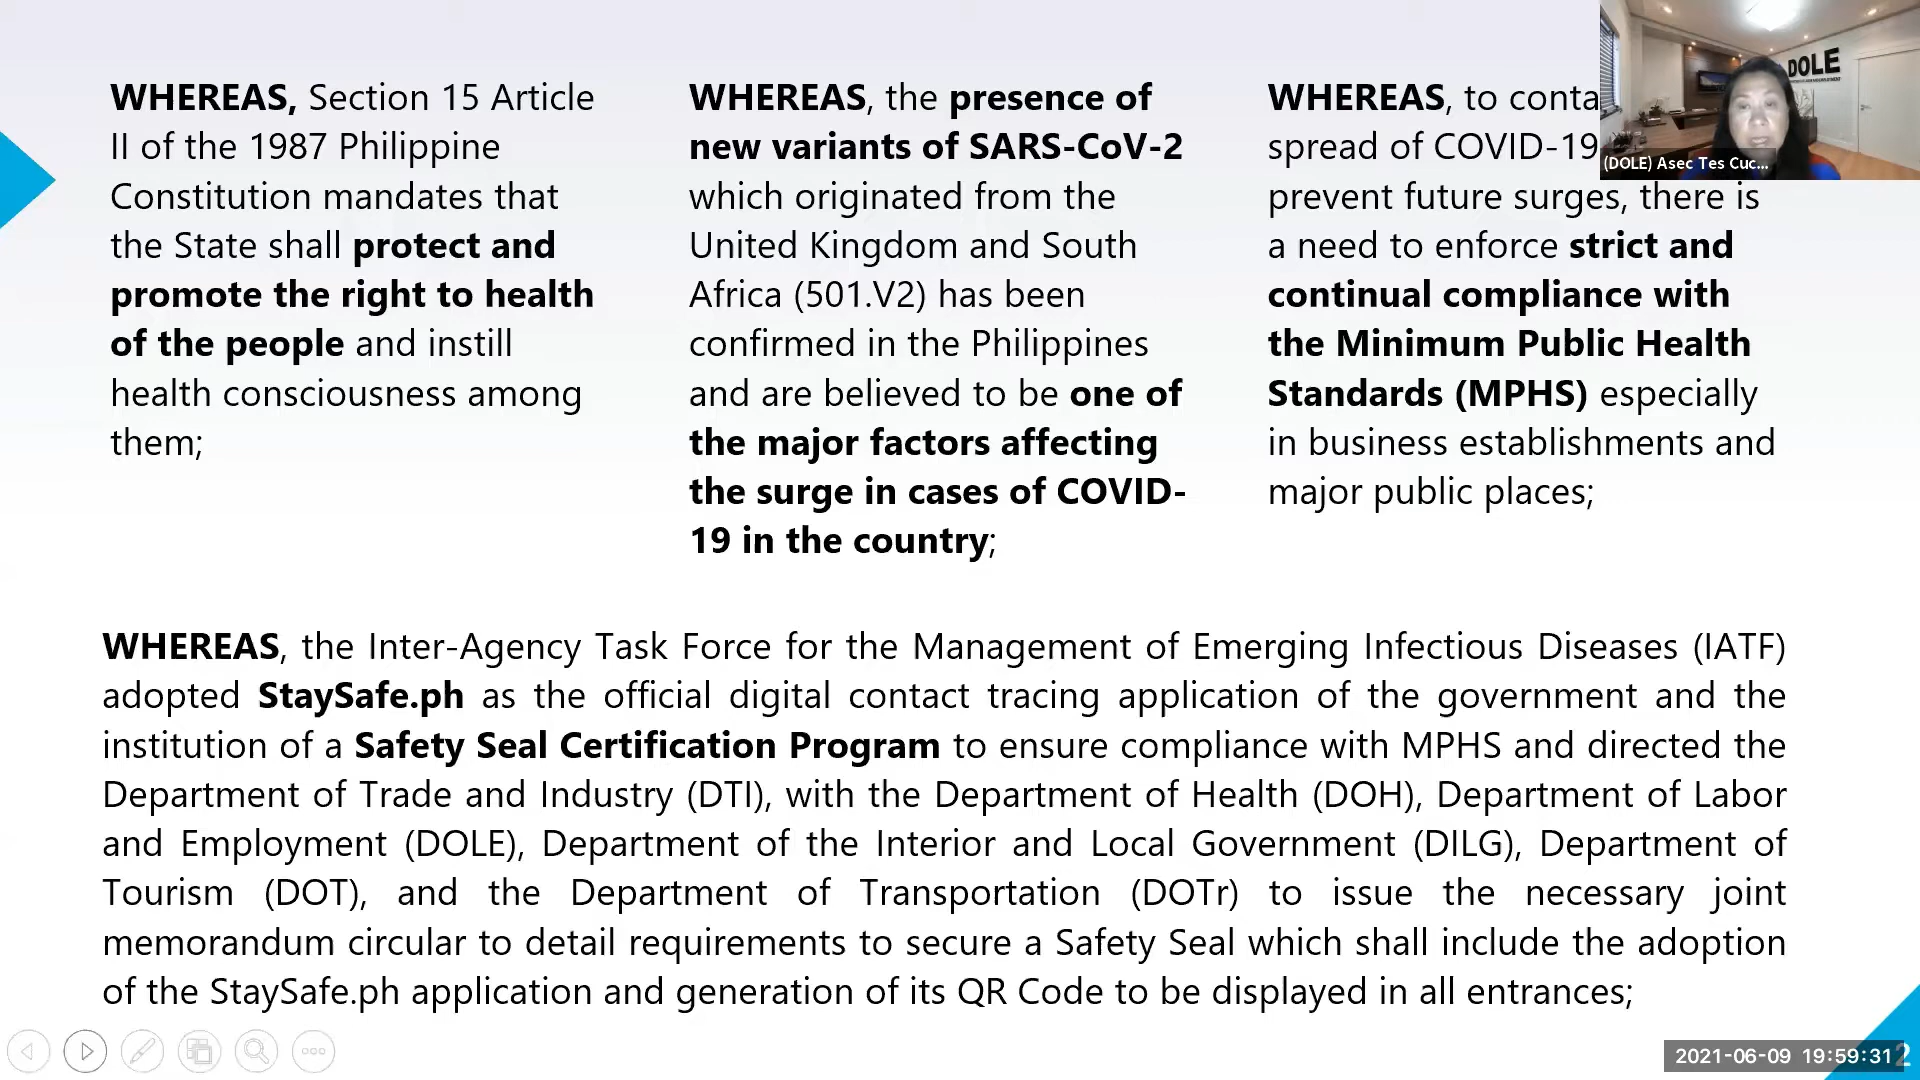 WHEREAS, Section 15 Article
II of the 1987 Philippine
Constitution mandates that
the State shall protect and
promote the right to health
of the people and instill
health consciousness among
them;
WHEREAS, the presence of
new variants of SARS-CoV-2
which originated from the
United Kingdom and South
Africa (501.V2) has been
confirmed in the Philippines
and are believed to be one of
the major factors affecting
the surge in cases of COVID-
19 in the country;
WHEREAS, to conta
spread of COVID-19
prevent future surges, there is
a need to enforce strict and
continual compliance with
the Minimum Public Health
Standards (MPHS) especially
in business establishments and
major public places;
DOLE
(DOLE) Asec Tes Cuc...
WHEREAS, the Inter-Agency Task Force for the Management of Emerging Infectious Diseases (IATF)
adopted StaySafe.ph as the official digital contact tracing application of the government and the
institution of a Safety Seal Certification Program to ensure compliance with MPHS and directed the
Department of Trade and Industry (DTI), with the Department of Health (DOH), Department of Labor
and Employment (DOLE), Department of the Interior and Local Government (DILG), Department of
Tourism (DOT), and the Department of Transportation (DOTr) to issue the necessary joint
memorandum circular to detail requirements to secure a Safety Seal which shall include the adoption
of the StaySafe.ph application and generation of its QR Code to be displayed in all entrances;
2021-06-09 19:59:31
2